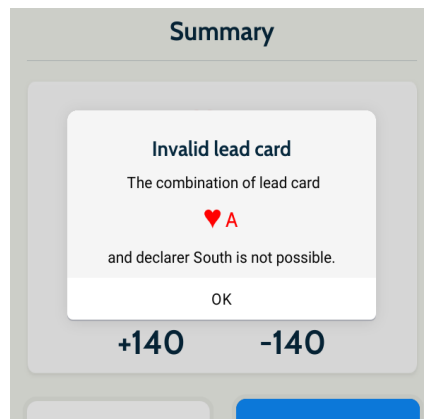 Summary
Invalid lead card
The combination of lead card
♥ A
and declarer South is not possible.
OK
+140 -140